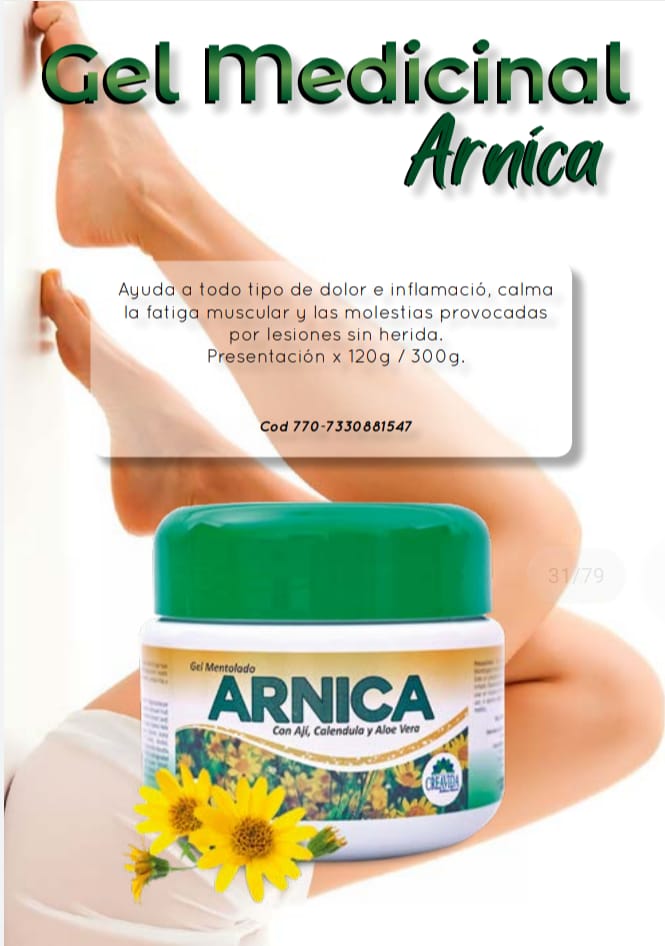 Gel Medicinal
Arnica
Ayuda a todo tipo de dolor e inflamació, calma
la fatiga muscular y las molestias provocadas
por lesiones sin herida.
Presentación x 120g / 300g.
Cod 770-7330881547
31/79
Gel Mentolado
ARNICA
Con Ají, Calendula y Aloe Vera
CREAVIDA